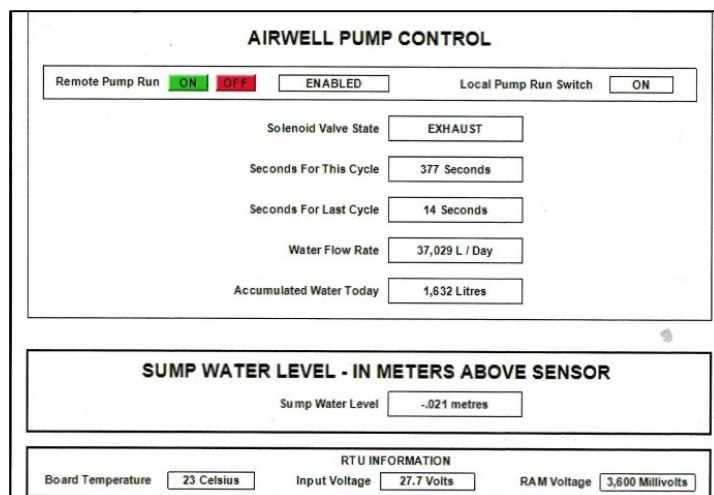 AIRWELL PUMP CONTROL
Remote Pump Run ON OFF ENABLED Local Pump Run Switch ON
Solenoid Valve State EXHAUST
Seconds For This Cycle 377 Seconds
Seconds For Last Cycle 14 Seconds
Water Flow Rate 37,029 L / Day
Accumulated Water Today 1,632 Litres
SUMP WATER LEVEL - IN METERS ABOVE SENSOR
Sump Water Level -.021 metres
RTU INFORMATION
Board Temperature 23 Celsius Input Voltage 27.7 Volts RAM Voltage 3,600 Millivolts